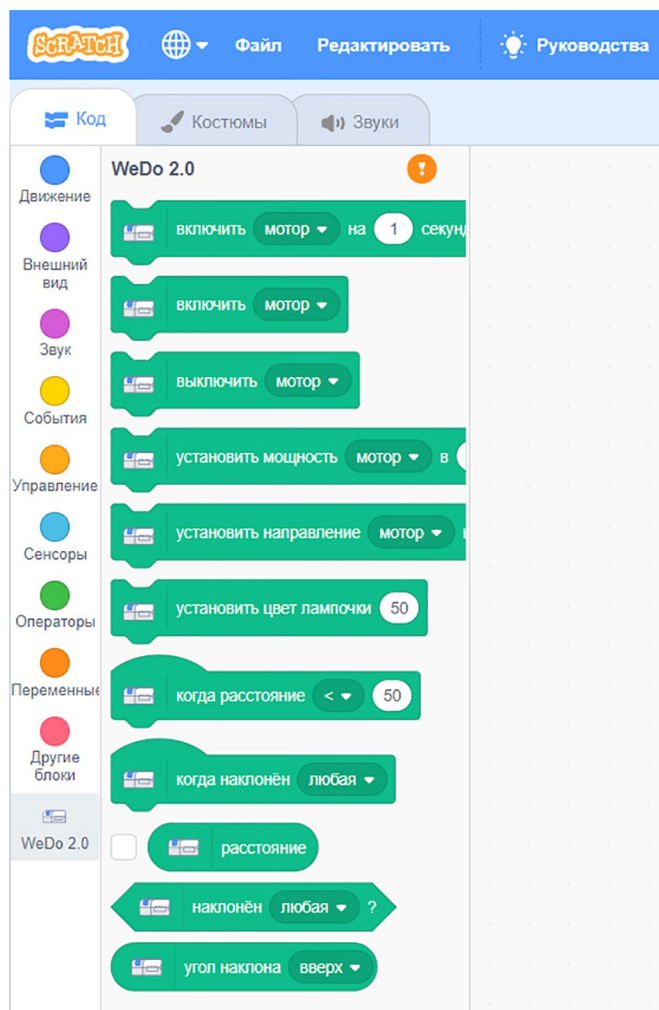 SCRATCH Файл Редактировать Руководства
Код Костюмы Звуки
Движение
Внешний
вид
Звук
События
Управление
Сенсоры
Операторы
Переменные
Другие
блоки
WeDo 2.0
WeDo 2.0
включить мотор на 1 секунд
включить мотор
выключить мотор
установить мощность мотор в
установить направление мотор
установить цвет лампочки 50
когда расстояние < 50
когда наклонён любая
расстояние
наклонён любая ?
угол наклона вверх